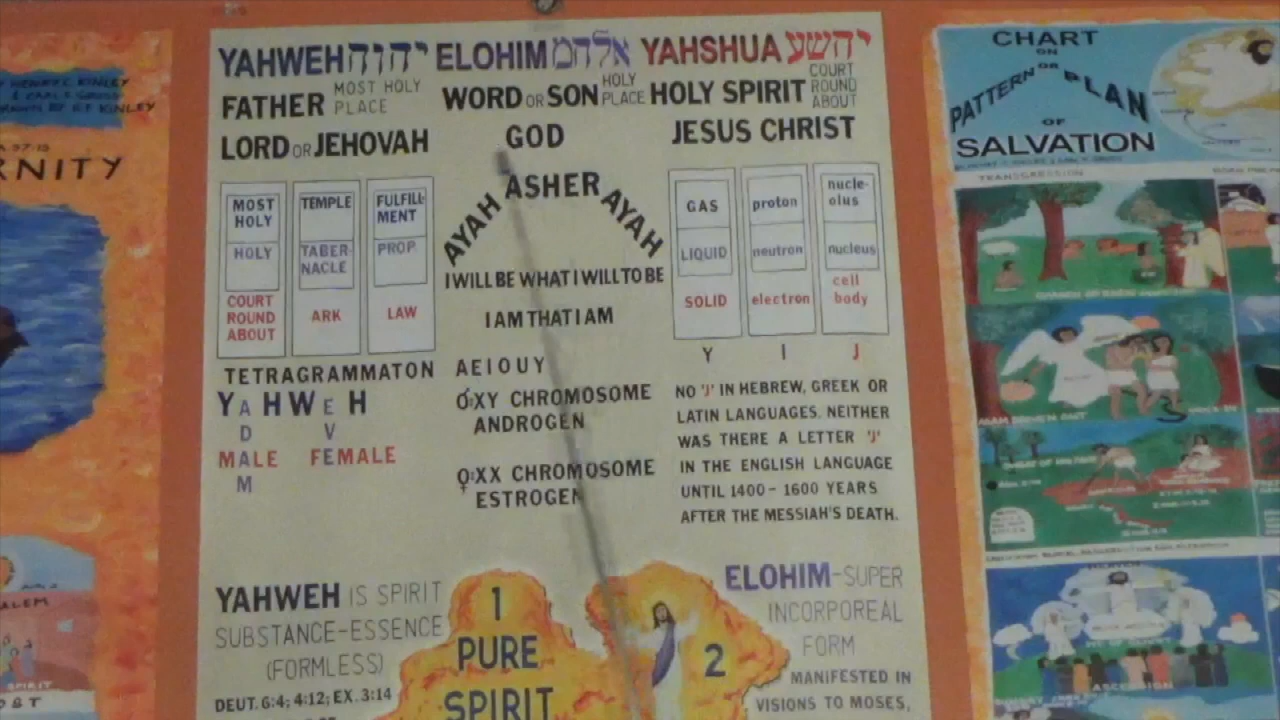 YAHWEH יהוה ELOHIM אלהמ YAHSHUA יהשע
FATHER MOST HOLY PLACE WORD OR SON HOLY PLACE HOLY SPIRIT COURT ROUND ABOUT
LORD OR JEHOVAH GOD JESUS CHRIST
AYAH ASHER AYAH
I WILL BE WHAT I WILL TO BE
I AM THAT I AM
MOST HOLY
HOLY
COURT ROUND ABOUT
TEMPLE
TABER-
NACLE
ARK
FULFILL-
MENT
PROP.
LAW
GAS
LIQUID
SOLID
proton
neutron
electron
nucle-
olus
nucleus
cell
body
Y I J
TETRAGRAMMATON
YAHWEH
D V
MALE FEMALE
M
A E I O U Y
♂:XY CHROMOSOME
ANDROGEN
♀:XX CHROMOSOME
ESTROGEN
NO 'J' IN HEBREW, GREEK OR
LATIN LANGUAGES. NEITHER
WAS THERE A LETTER 'J'
IN THE ENGLISH LANGUAGE
UNTIL 1400-1600 YEARS
AFTER THE MESSIAH'S DEATH.
YAHWEH IS SPIRIT
SUBSTANCE-ESSENCE
(FORMLESS)
DEUT. 6:4; 4:12; EX. 3:14
1
PURE
SPIRIT
2
ELOHIM-SUPER
INCORPOREAL
FORM
MANIFESTED IN
VISIONS TO MOSES,
CHART
ON
PATTERN OR PLAN
OF
SALVATION
TRANSGRESSION
ASCENSION
KINLEY
RNITY
ALEM
SPIRIT